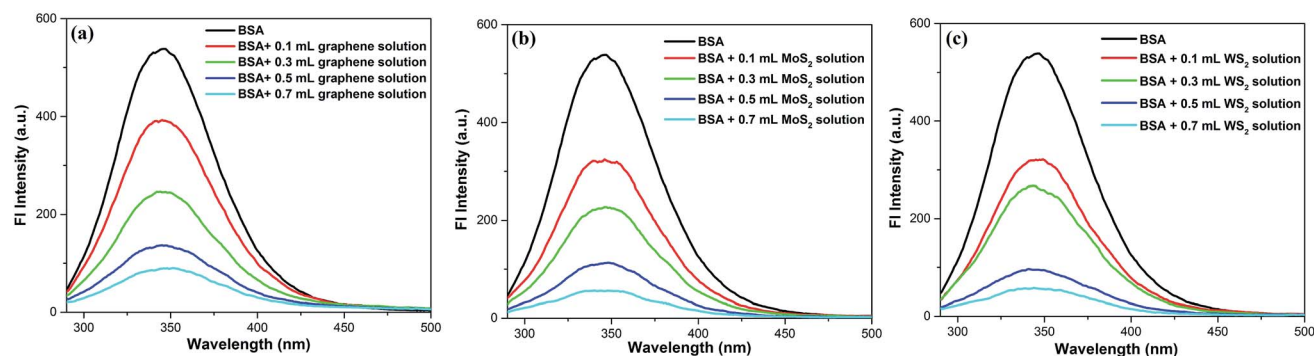 (a)
BSA
BSA+ 0.1 mL graphene solution
BSA+ 0.3 mL graphene solution
BSA+ 0.5 mL graphene solution
BSA+ 0.7 mL graphene solution
FI Intensity (a.u.)
600
400
200
0
300 350 400 450 500
Wavelength (nm)
(b)
BSA
BSA + 0.1 mL MoS₂ solution
BSA + 0.3 mL MoS₂ solution
BSA + 0.5 mL MoS₂ solution
BSA + 0.7 mL MoS₂ solution
FI Intensity (a.u.)
600
400
200
0
300 350 400 450 500
Wavelength (nm)
(c)
BSA
BSA + 0.1 mL WS₂ solution
BSA + 0.3 mL WS₂ solution
BSA + 0.5 mL WS₂ solution
BSA + 0.7 mL WS₂ solution
FI Intensity (a.u.)
600
400
200
0
300 350 400 450 500
Wavelength (nm)